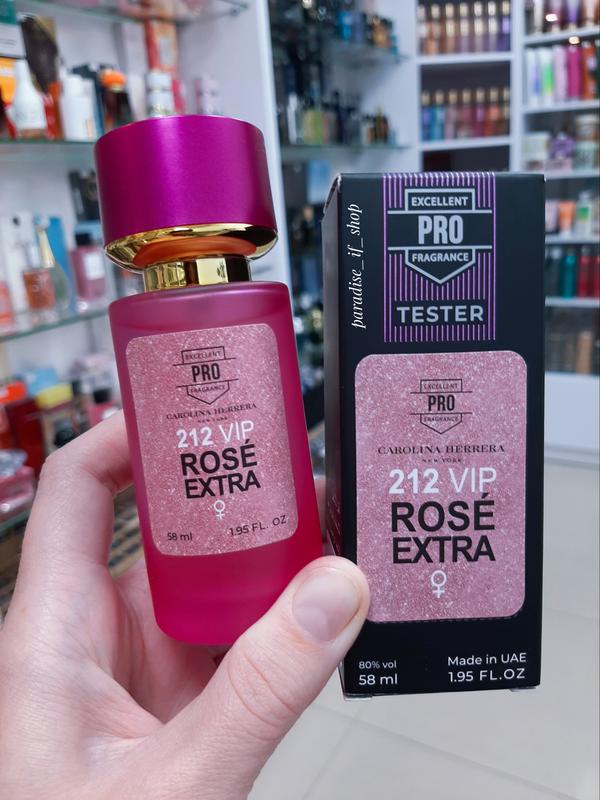 EXCELLENT
PRO
FRAGRANCE
CAROLINA HERRERA
NEW YORK
212 VIP
ROSÉ
EXTRA
58 ml
1.95 FL. OZ
paradise_if_shop
EXCELLENT
PRO
FRAGRANCE
TESTER
EXCELLENT
PRO
FRAGRANCE
CAROLINA HERRERA
NEW YORK
212 VIP
ROSÉ
EXTRA
80% vol
58 ml
Made in UAE
1.95 FL.OZ